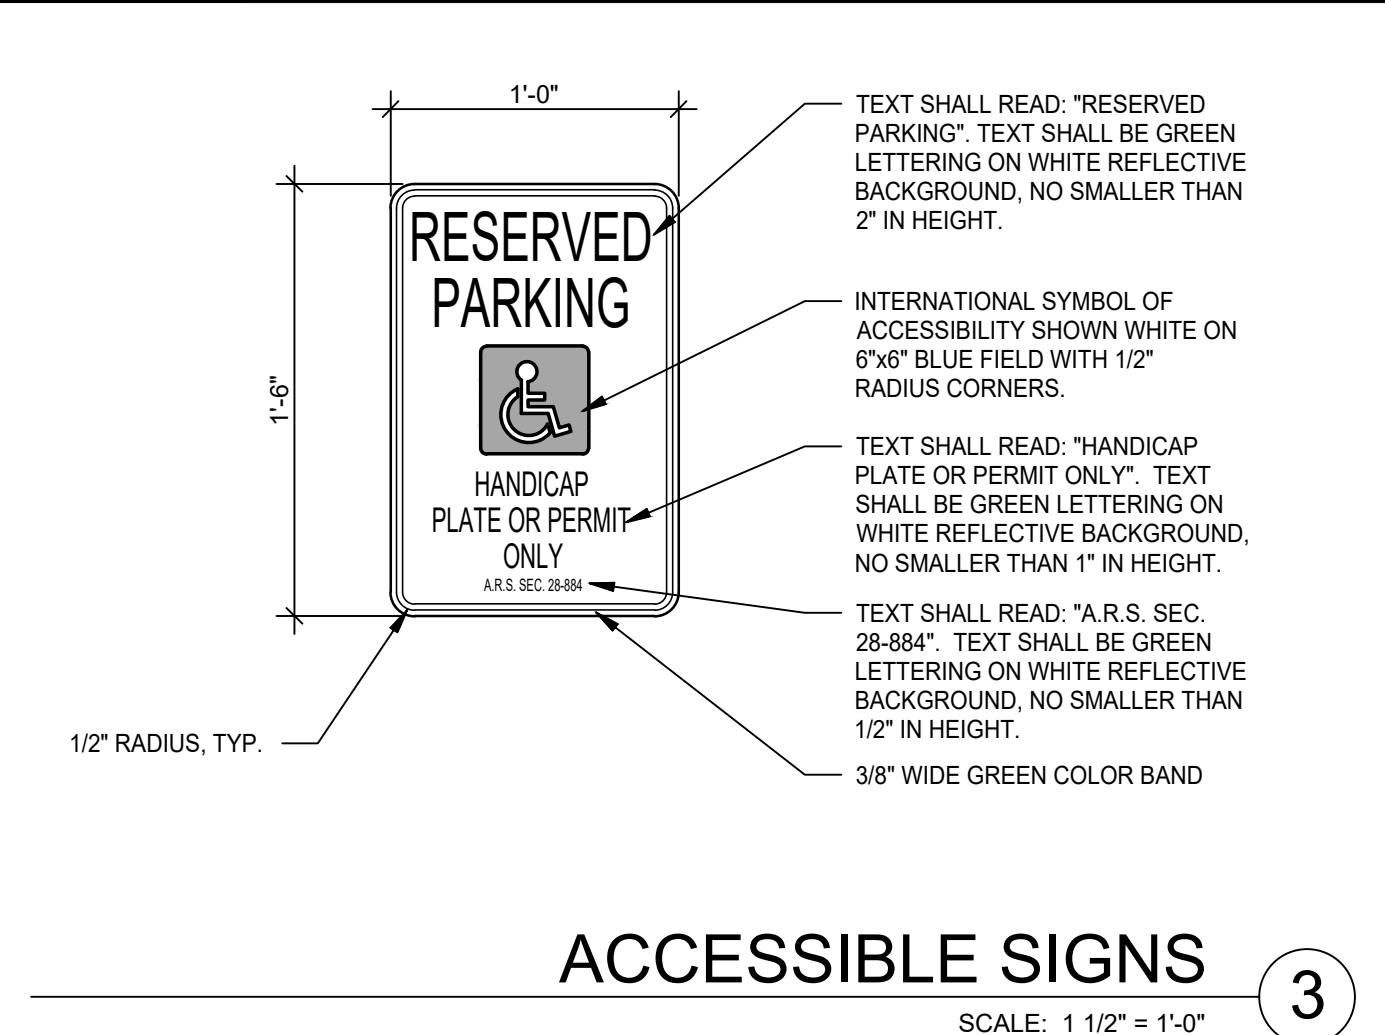 1'-0"
1'-6"
RESERVED
PARKING
HANDICAP
PLATE OR PERMIT
ONLY
A.R.S. SEC. 28-884
TEXT SHALL READ: "RESERVED
PARKING". TEXT SHALL BE GREEN
LETTERING ON WHITE REFLECTIVE
BACKGROUND, NO SMALLER THAN
2" IN HEIGHT.
INTERNATIONAL SYMBOL OF
ACCESSIBILITY SHOWN WHITE ON
6"x6" BLUE FIELD WITH 1/2"
RADIUS CORNERS.
TEXT SHALL READ: "HANDICAP
PLATE OR PERMIT ONLY". TEXT
SHALL BE GREEN LETTERING ON
WHITE REFLECTIVE BACKGROUND,
NO SMALLER THAN 1" IN HEIGHT.
TEXT SHALL READ: "A.R.S. SEC.
28-884". TEXT SHALL BE GREEN
LETTERING ON WHITE REFLECTIVE
BACKGROUND, NO SMALLER THAN
1/2" IN HEIGHT.
1/2" RADIUS, TYP.
3/8" WIDE GREEN COLOR BAND
ACCESSIBLE SIGNS
3
SCALE: 1 1/2" = 1'-0"